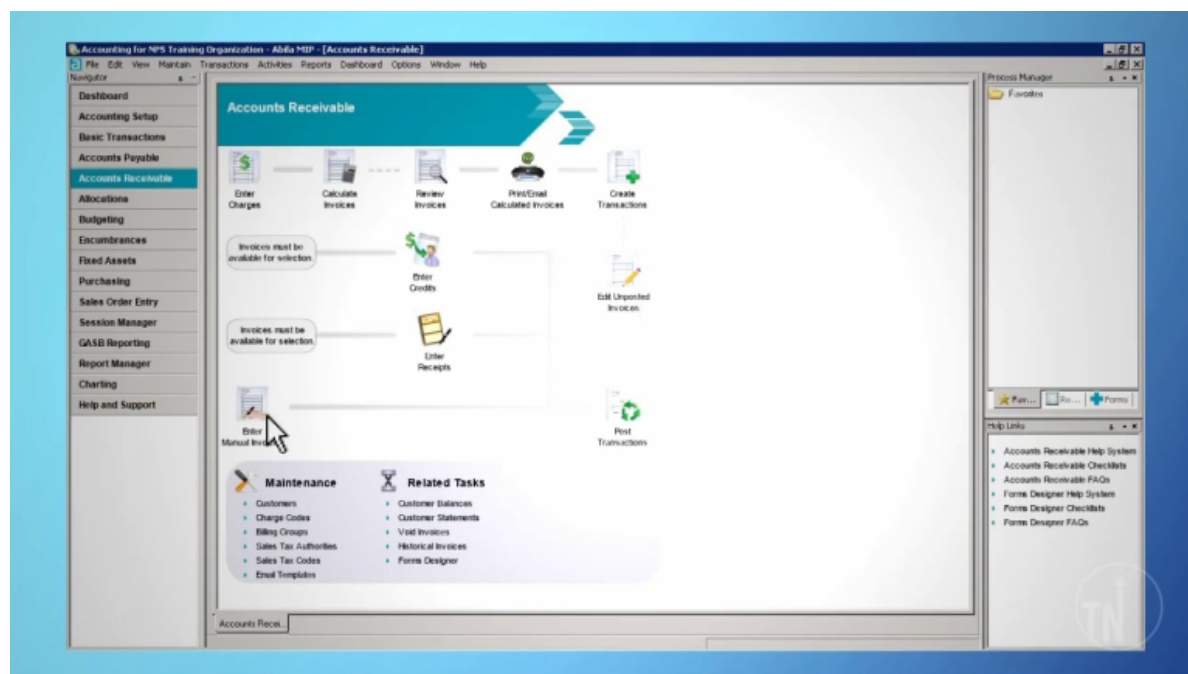 Accounting for NPS Training Organization - Abila MIP - [Accounts Receivable]
File Edit View Maintain Transactions Activities Reports Dashboard Options Window Help
Navigator
Dashboard
Accounting Setup
Basic Transactions
Accounts Payable
Accounts Receivable
Allocations
Budgeting
Encumbrances
Fixed Assets
Purchasing
Sales Order Entry
Session Manager
GASB Reporting
Report Manager
Charting
Help and Support
Accounts Receivable
Enter
Charges
Calculate
Invoices
Review
Invoices
Print/Email
Calculated Invoices
Create
Transactions
Invoices must be
available for selection.
Enter
Credits
Edit Unposted
Invoices
Invoices must be
available for selection.
Enter
Receipts
Enter
Manual
Post
Transactions
Maintenance
Customers
Charge Codes
Billing Groups
Sales Tax Authorities
Sales Tax Codes
Email Templates
Related Tasks
Customer Balances
Customer Statements
Void Invoices
Historical Invoices
Forms Designer
Accounts Recei...
Process Manager
Favorites
Fav...
Re...
Forms
Help Links
Accounts Receivable Help System
Accounts Receivable Checklists
Accounts Receivable FAQs
Forms Designer Help System
Forms Designer Checklists
Forms Designer FAQs
TN